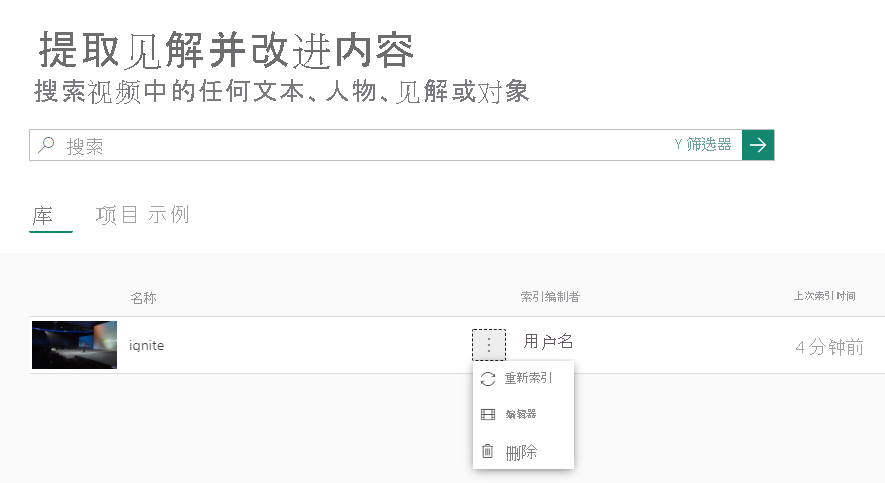 提取见解并改进内容
搜索视频中的任何文本、人物、见解或对象
搜索 Y 筛选器
库 项目 示例
名称 索引编制者 上次索引时间
ignite 用户名 4 分钟前
重新索引
编辑器
删除